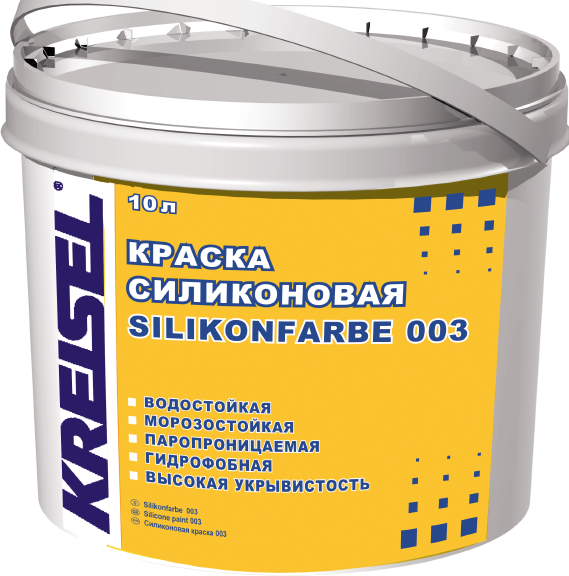 KREISEL®
10 л
КРАСКА
СИЛИКОНОВАЯ
SILIKONFARBE 003
ВОДОСТОЙКАЯ
МОРОЗОСТОЙКАЯ
ПАРОПРОНИЦАЕМАЯ
ГИДРОФОБНАЯ
ВЫСОКАЯ УКРЫВИСТОСТЬ
Silikonfarbe 003
Silicone paint 003
Силиконовая краска 003